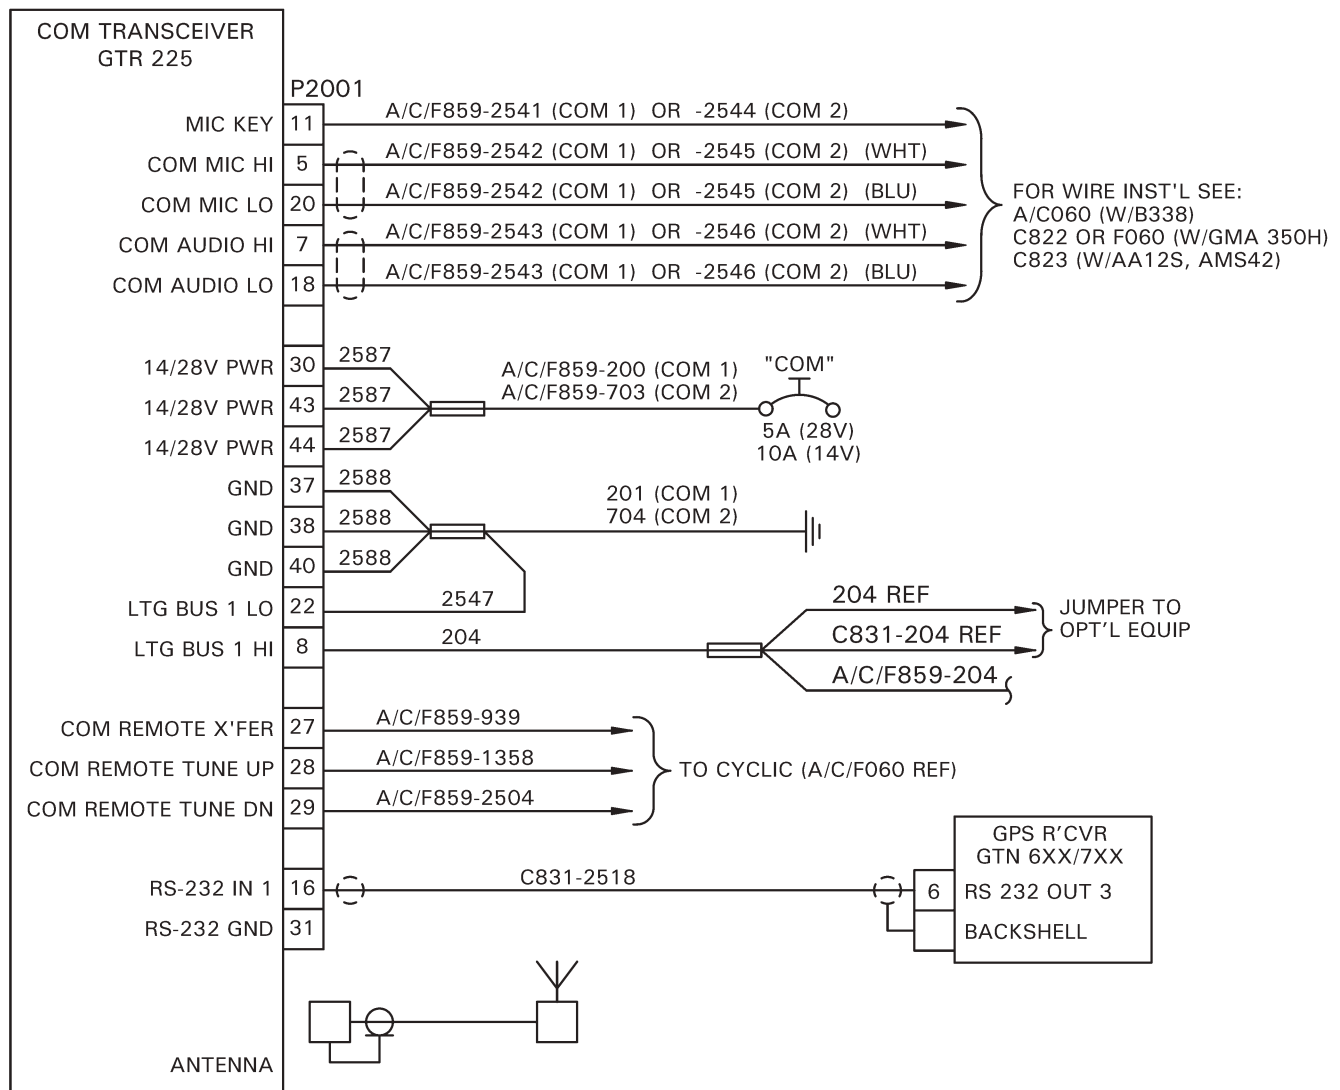 COM TRANSCEIVER
GTR 225
P2001
MIC KEY 11 A/C/F859-2541 (COM 1) OR -2544 (COM 2)
COM MIC HI 5 A/C/F859-2542 (COM 1) OR -2545 (COM 2) (WHT)
COM MIC LO 20 A/C/F859-2542 (COM 1) OR -2545 (COM 2) (BLU)
COM AUDIO HI 7 A/C/F859-2543 (COM 1) OR -2546 (COM 2) (WHT)
COM AUDIO LO 18 A/C/F859-2543 (COM 1) OR -2546 (COM 2) (BLU)
FOR WIRE INST'L SEE:
A/C060 (W/B338)
C822 OR F060 (W/GMA 350H)
C823 (W/AA12S, AMS42)
14/28V PWR 30 2587
14/28V PWR 43 2587
14/28V PWR 44 2587
A/C/F859-200 (COM 1)
A/C/F859-703 (COM 2)
"COM"
5A (28V)
10A (14V)
GND 37 2588
GND 38 2588
GND 40 2588
201 (COM 1)
704 (COM 2)
LTG BUS 1 LO 22 2547
LTG BUS 1 HI 8 204
204 REF
C831-204 REF
A/C/F859-204
JUMPER TO
OPT'L EQUIP
COM REMOTE X'FER 27 A/C/F859-939
COM REMOTE TUNE UP 28 A/C/F859-1358
COM REMOTE TUNE DN 29 A/C/F859-2504
TO CYCLIC (A/C/F060 REF)
GPS R'CVR
GTN 6XX/7XX
RS-232 IN 1 16 C831-2518 6 RS 232 OUT 3
RS-232 GND 31 BACKSHELL
ANTENNA